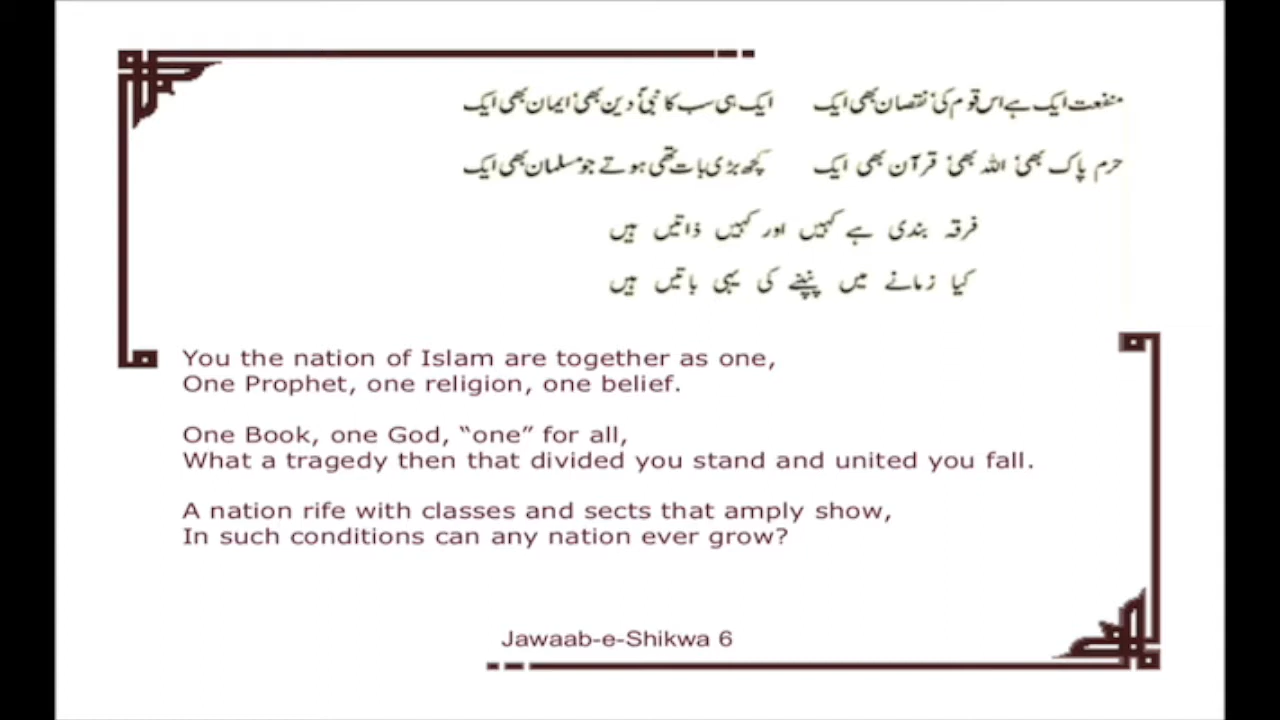 منفعت ایک ہے اس قوم کی، نقصان بھی ایک ایک ہی سب کا نبیؐ، دین بھی، ایمان بھی ایک
حرم پاک بھی، اللہ بھی، قرآن بھی ایک کچھ بڑی بات تھی ہوتے جو مسلمان بھی ایک
فرقہ بندی ہے کہیں اور کہیں ذاتیں ہیں
کیا زمانے میں پنپنے کی یہی باتیں ہیں
You the nation of Islam are together as one,
One Prophet, one religion, one belief.
One Book, one God, “one” for all,
What a tragedy then that divided you stand and united you fall.
A nation rife with classes and sects that amply show,
In such conditions can any nation ever grow?
Jawaab-e-Shikwa 6